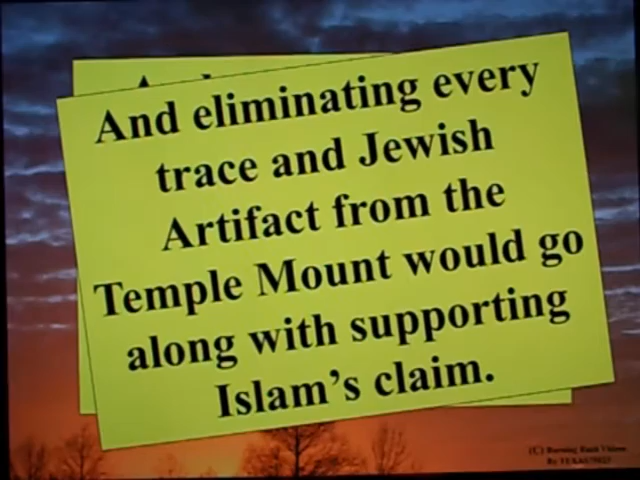 And eliminating every
trace and Jewish
Artifact from the
Temple Mount would go
along with supporting
Islam's claim.